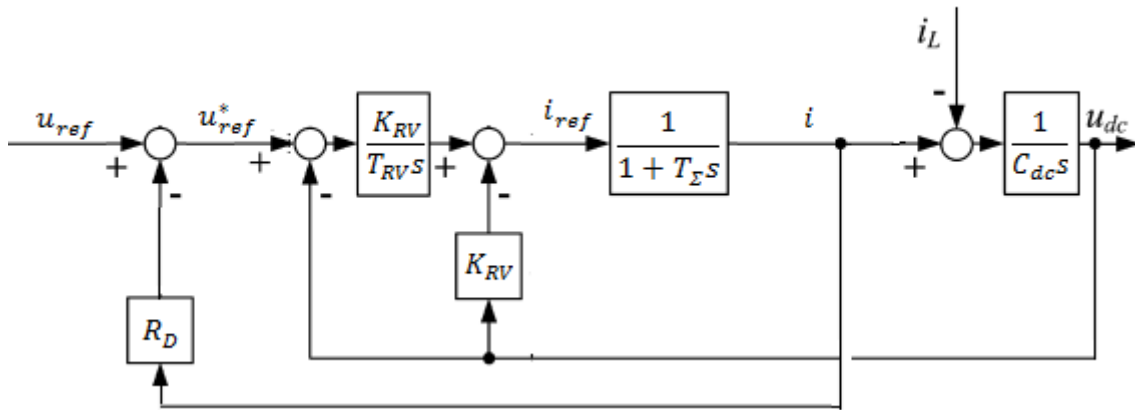 i_L
-
u_ref
+
-
u*_ref
+
-
K_RV
T_RV s
+
-
i_ref
1
1 + T_Σ s
i
+
1
C_dc s
u_dc
K_RV
R_D